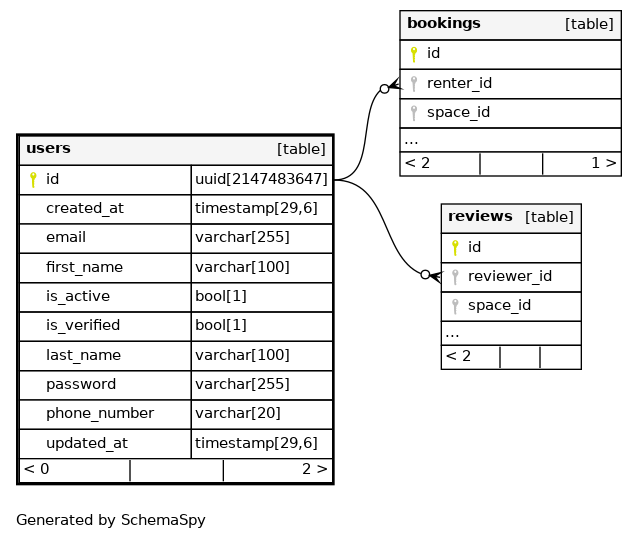 bookings [table]
id
renter_id
space_id
...
< 2 1 >
users [table]
id uuid[2147483647]
created_at timestamp[29,6]
email varchar[255]
first_name varchar[100]
is_active bool[1]
is_verified bool[1]
last_name varchar[100]
password varchar[255]
phone_number varchar[20]
updated_at timestamp[29,6]
< 0 2 >
reviews [table]
id
reviewer_id
space_id
...
< 2
Generated by SchemaSpy